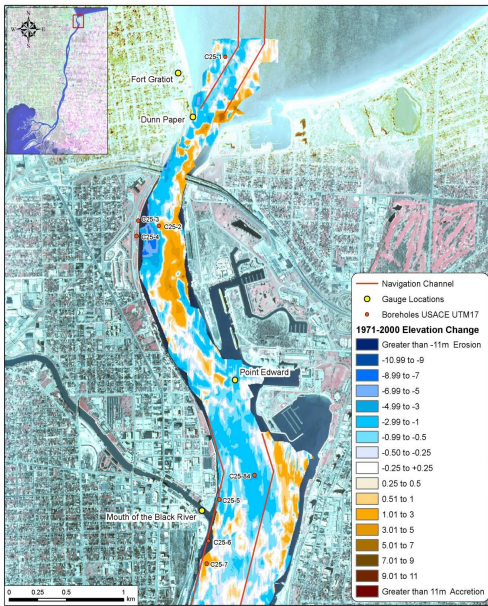 N
C25-1
Fort Gratiot
Dunn Paper
C25-3
C25-2
C25-4
Point Edward
C25-5
Mouth of the Black River
C25-6
C25-7
Navigation Channel
Gauge Locations
Boreholes USACE UTM17
1971-2000 Elevation Change
Greater than -11m Erosion
-10.99 to -9
-8.99 to -7
-6.99 to -5
-4.99 to -3
-2.99 to -1
-0.99 to -0.5
-0.50 to -0.25
-0.25 to +0.25
0.25 to 0.5
0.51 to 1
1.01 to 3
3.01 to 5
5.01 to 7
7.01 to 9
9.01 to 11
Greater than 11m Accretion
0 0.5 1
km